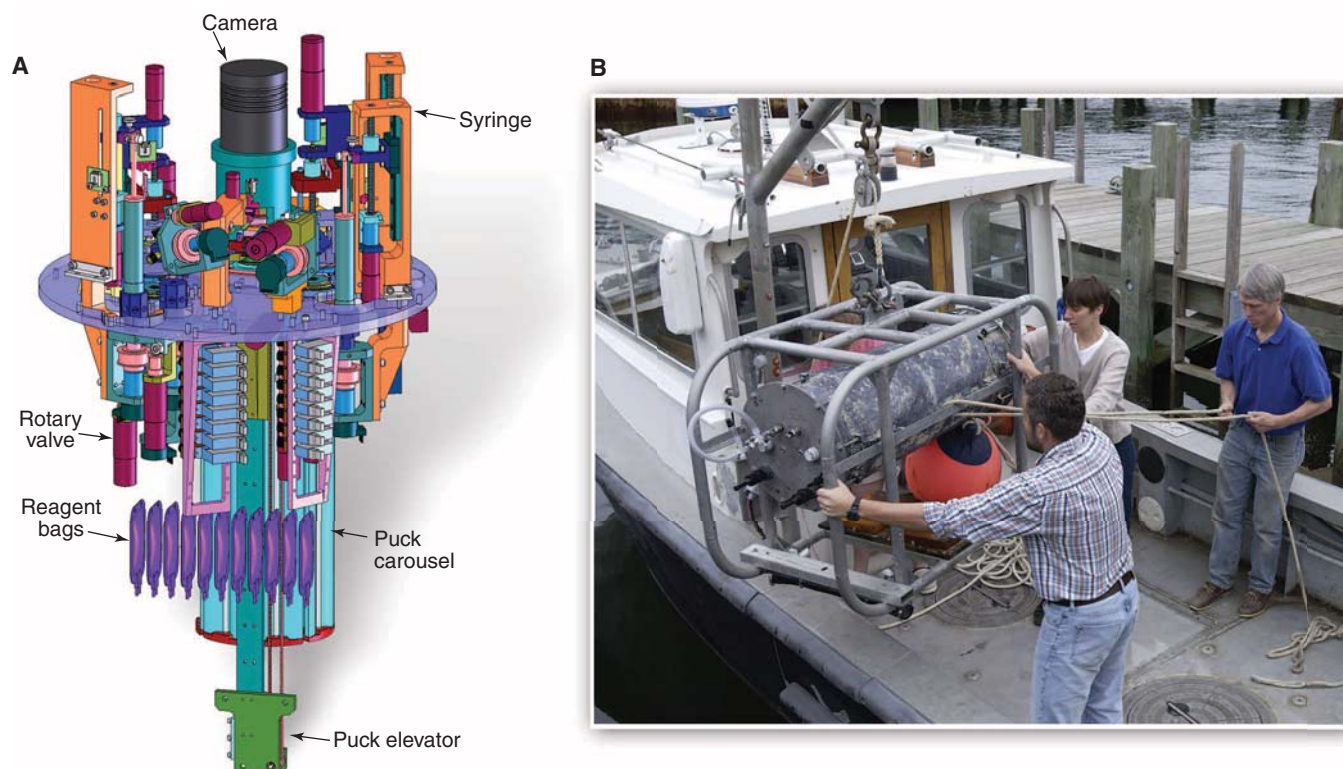 A
Camera
Syringe
Rotary
valve
Reagent
bags
Puck
carousel
Puck elevator
B